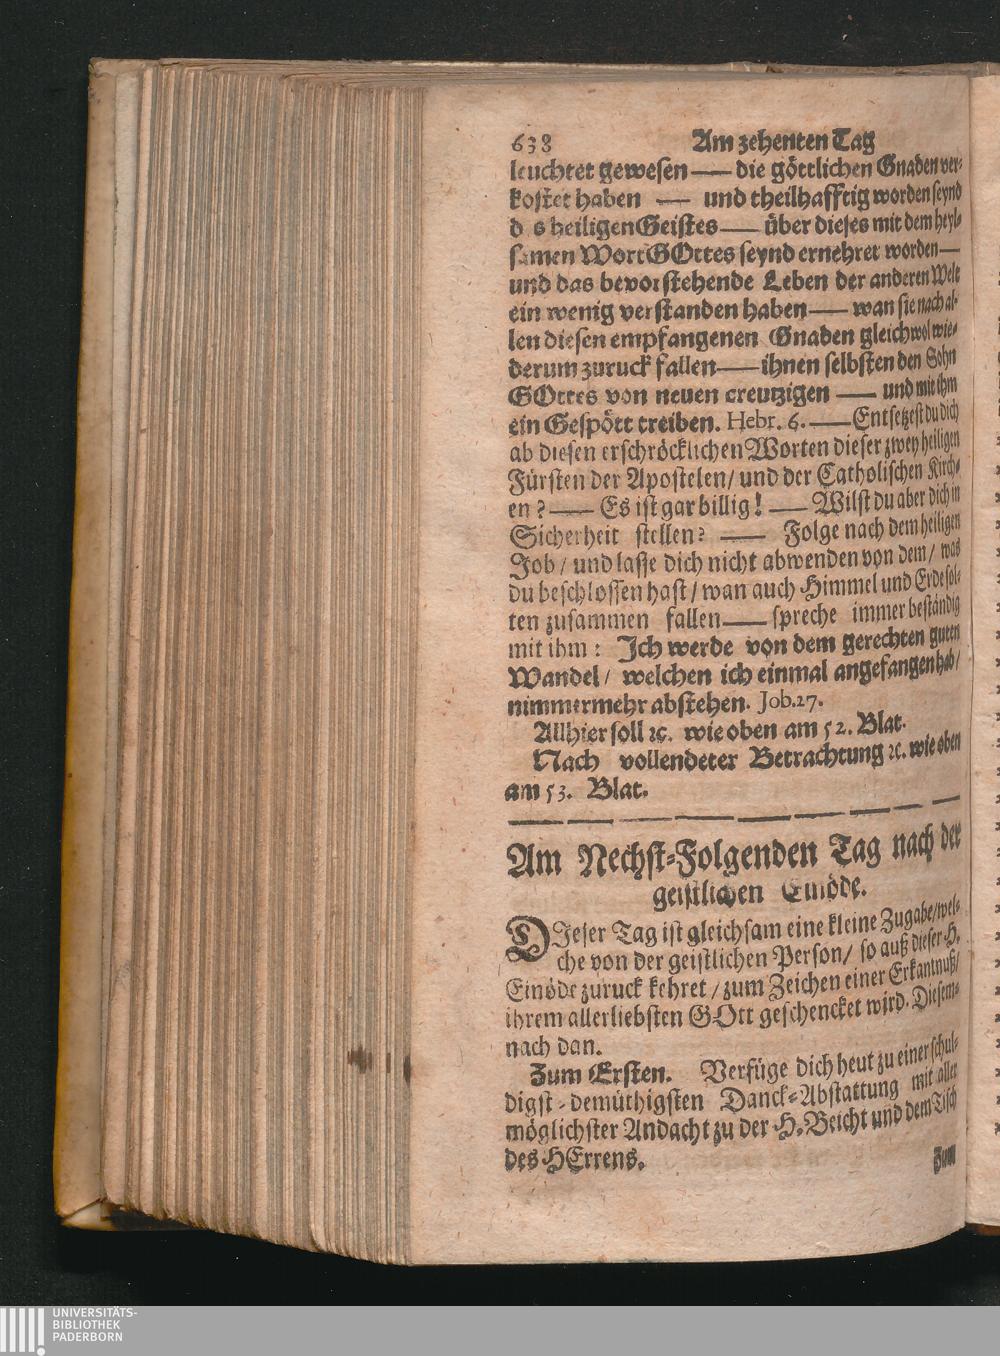 638 Am zehenten Tag
leuchtet gewesen — die göttlichen Gnaden ver-
kostet haben — und theilhafftig worden seynd
d s heiligen Geistes — über dieses mit dem heyl-
samen Wort GOttes seynd ernehret worden —
und das bevorstehende Leben der anderen Welt
ein wenig verstanden haben — wan sie nach al-
len diesen empfangenen Gnaden gleichwol wie-
derum zuruck fallen — ihnen selbsten den Sohn
GOttes von neuen creutzigen — und mit ihm
ein Gespött treiben. Hebr. 6. — Entsetzest du dich
ab diesen erschröcklichen Worten dieser zwey heiligen
Fürsten der Apostelen / und der Catholischen Kirch-
en ? — Es ist gar billig ! — Wilst du aber dich in
Sicherheit stellen ? — Folge nach dem heiligen
Job / und lasse dich nicht abwenden von dem / was
du beschlossen hast / wan auch Himmel und Erde sol-
ten zusammen fallen — spreche immer beständig
mit ihm : Ich werde von dem gerechten guten
Wandel / welchen ich einmal angefangen hab /
nimmermehr abstehen. Job. 27.
Allhier soll ꝛc. wie oben am 52. Blat.
Nach vollendeter Betrachtung ꝛc. wie oben
am 53. Blat.
Am Nechst-Folgenden Tag nach der
geistlichen Einöde.
DIeser Tag ist gleichsam eine kleine Zugabe / wel-
che von der geistlichen Person / so auß dieser H.
Einöde zuruck kehret / zum Zeichen einer Erkantnuß /
ihrem allerliebsten GOtt geschencket wird. Diesem-
nach dan.
Zum Ersten. Verfüge dich heut zu einer schul-
digst-demüthigsten Danck-Abstattung mit aller
möglichster Andacht zu der H. Beicht und dem Tisch
des HErrens.
Zum
UNIVERSITÄTS-
BIBLIOTHEK
PADERBORN